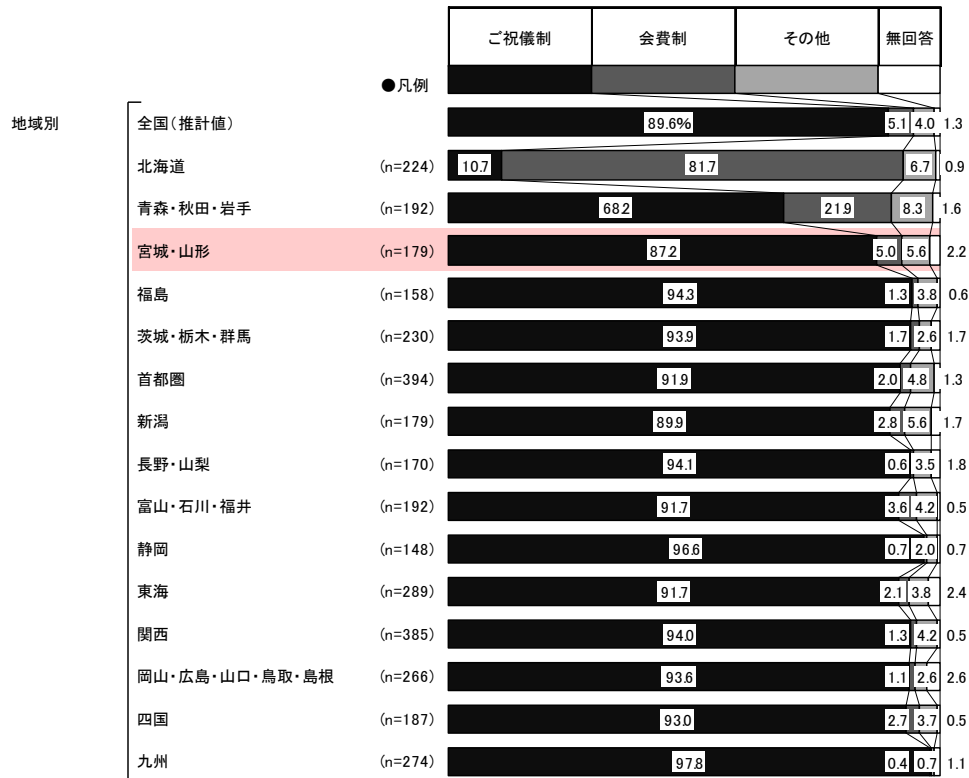 ご祝儀制 会費制 その他 無回答
●凡例
地域別 全国(推計値) 89.6% 5.1 4.0 1.3
北海道 (n=224) 10.7 81.7 6.7 0.9
青森・秋田・岩手 (n=192) 68.2 21.9 8.3 1.6
宮城・山形 (n=179) 87.2 5.0 5.6 2.2
福島 (n=158) 94.3 1.3 3.8 0.6
茨城・栃木・群馬 (n=230) 93.9 1.7 2.6 1.7
首都圏 (n=394) 91.9 2.0 4.8 1.3
新潟 (n=179) 89.9 2.8 5.6 1.7
長野・山梨 (n=170) 94.1 0.6 3.5 1.8
富山・石川・福井 (n=192) 91.7 3.6 4.2 0.5
静岡 (n=148) 96.6 0.7 2.0 0.7
東海 (n=289) 91.7 2.1 3.8 2.4
関西 (n=385) 94.0 1.3 4.2 0.5
岡山・広島・山口・鳥取・島根 (n=266) 93.6 1.1 2.6 2.6
四国 (n=187) 93.0 2.7 3.7 0.5
九州 (n=274) 97.8 0.4 0.7 1.1